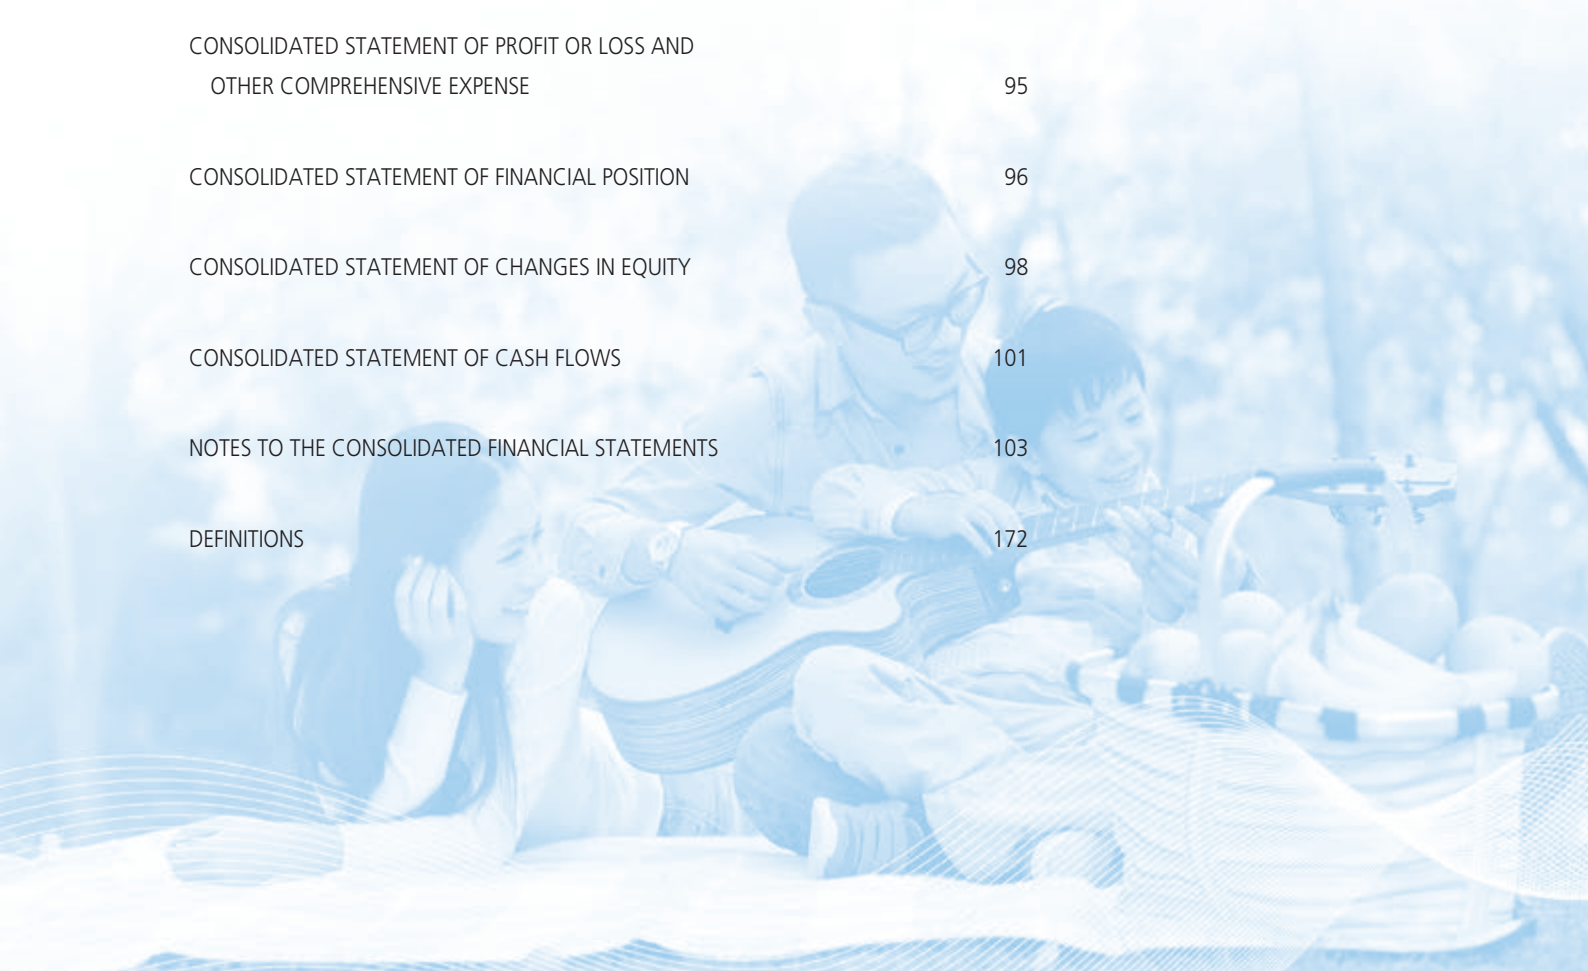 CONSOLIDATED STATEMENT OF PROFIT OR LOSS AND
OTHER COMPREHENSIVE EXPENSE 95
CONSOLIDATED STATEMENT OF FINANCIAL POSITION 96
CONSOLIDATED STATEMENT OF CHANGES IN EQUITY 98
CONSOLIDATED STATEMENT OF CASH FLOWS 101
NOTES TO THE CONSOLIDATED FINANCIAL STATEMENTS 103
DEFINITIONS 172